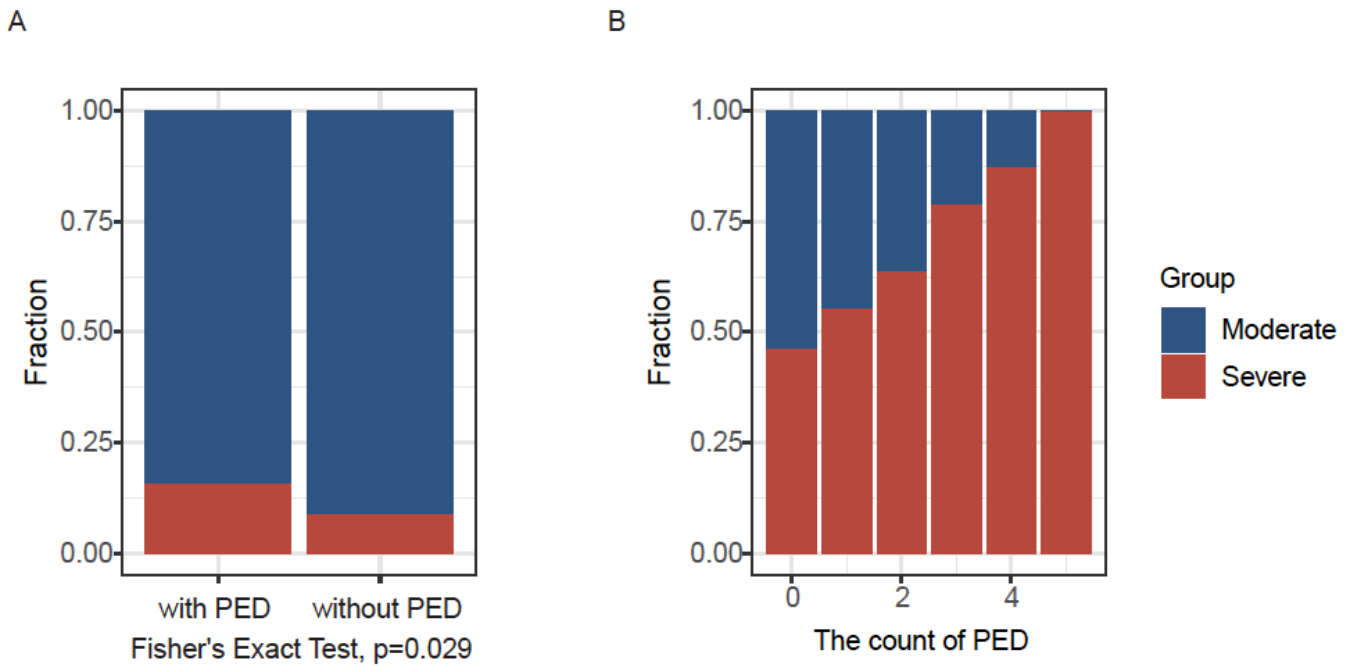 A
B
1.00
0.75
0.50
0.25
0.00
Fraction
with PED
without PED
Fisher's Exact Test, p=0.029
1.00
0.75
0.50
0.25
0.00
Fraction
0
2
4
The count of PED
Group
Moderate
Severe